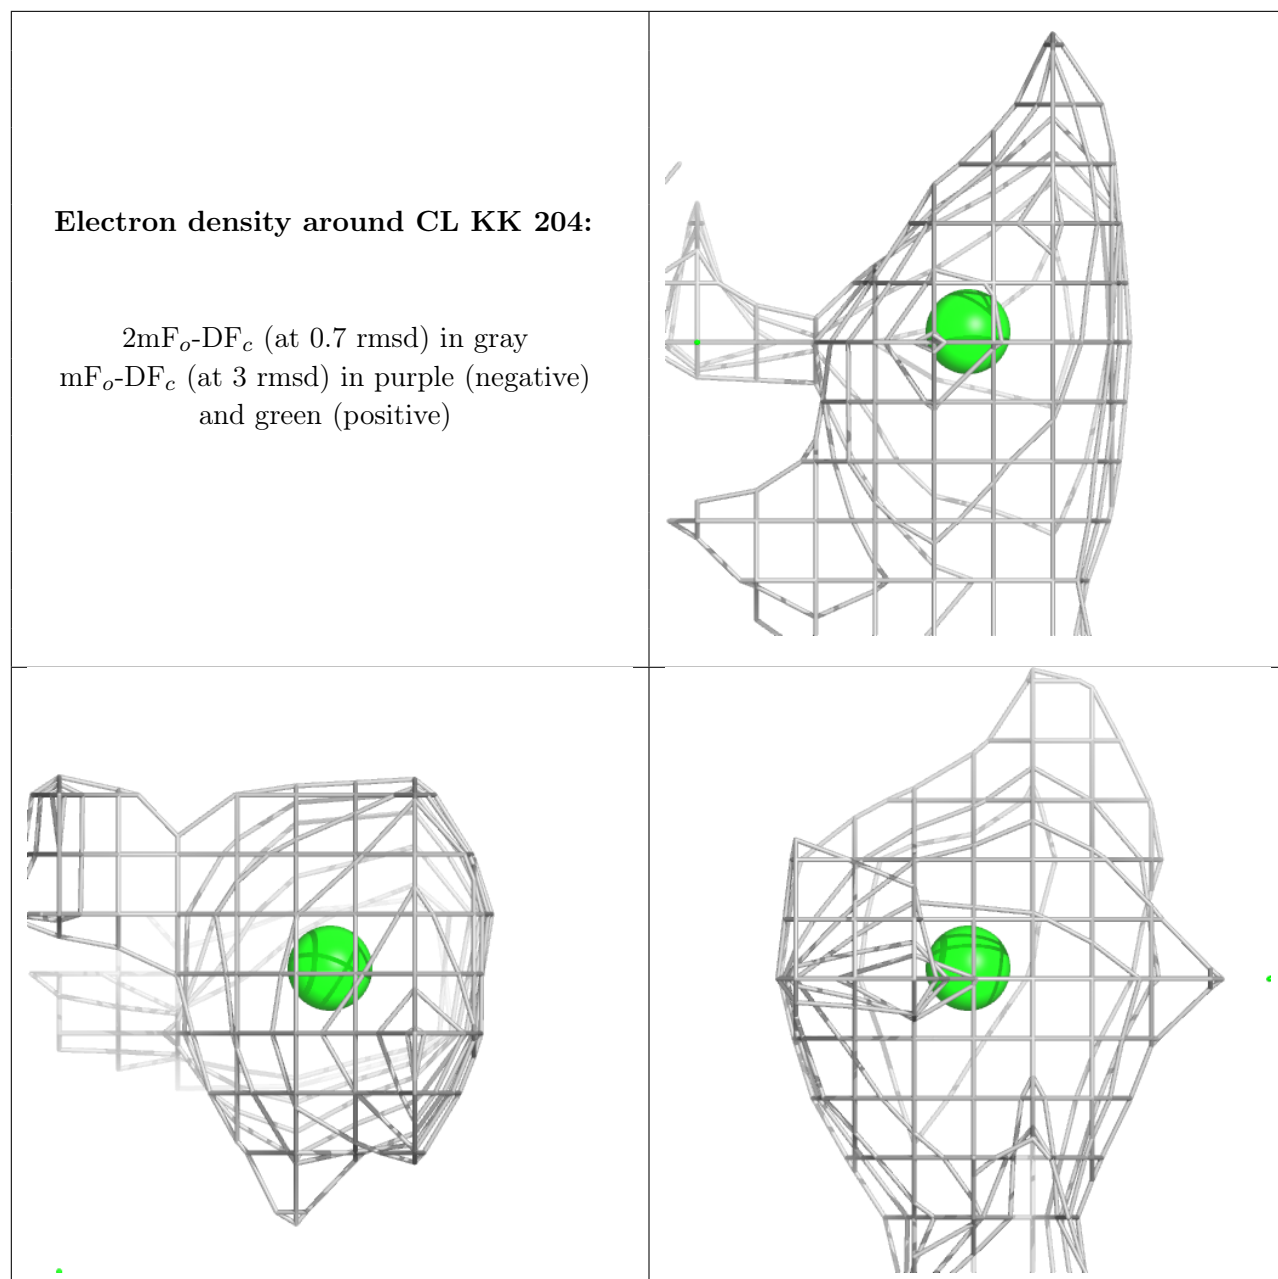 Electron density around CL KK 204:
2mFₒ-DF𝒸 (at 0.7 rmsd) in gray
mFₒ-DF𝒸 (at 3 rmsd) in purple (negative)
and green (positive)